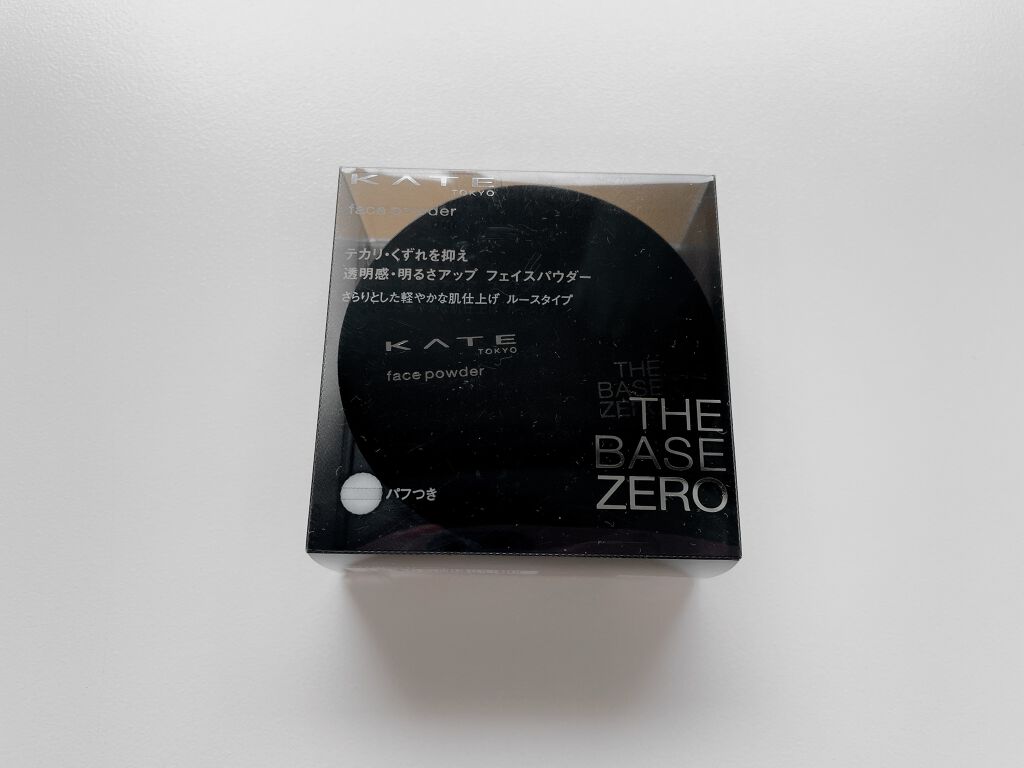 KATE
TOKYO
face powder
テカリ・くずれを抑え
透明感・明るさアップ フェイスパウダー
さらりとした軽やかな肌仕上げ ルースタイプ
KATE
TOKYO
face powder
THE
BASE
ZERO
THE
BASE
ZERO
パフつき